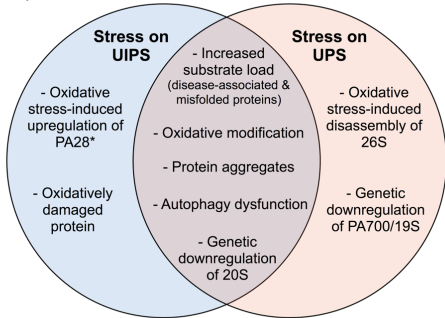 Stress on
UIPS
- Oxidative
stress-induced
upregulation of
PA28*
- Oxidatively
damaged
protein
- Increased
substrate load
(disease-associated &
misfolded proteins)
- Oxidative modification
- Protein aggregates
- Autophagy dysfunction
- Genetic
downregulation
of 20S
Stress on
UPS
- Oxidative
stress-induced
disassembly of
26S
- Genetic
downregulation
of PA700/19S